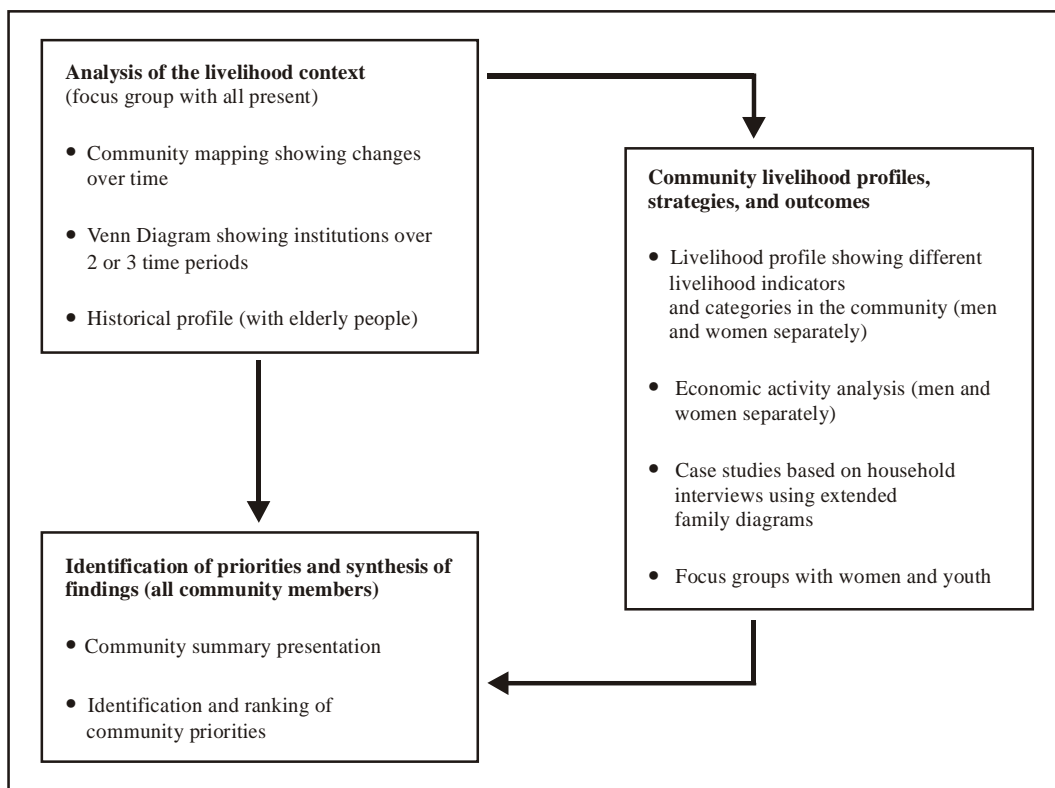 Analysis of the livelihood context
(focus group with all present)
• Community mapping showing changes
over time
• Venn Diagram showing institutions over
2 or 3 time periods
• Historical profile (with elderly people)
Community livelihood profiles,
strategies, and outcomes
• Livelihood profile showing different
livelihood indicators
and categories in the community (men
and women separately)
• Economic activity analysis (men and
women separately)
• Case studies based on household
interviews using extended
family diagrams
• Focus groups with women and youth
Identification of priorities and synthesis of
findings (all community members)
• Community summary presentation
• Identification and ranking of
community priorities